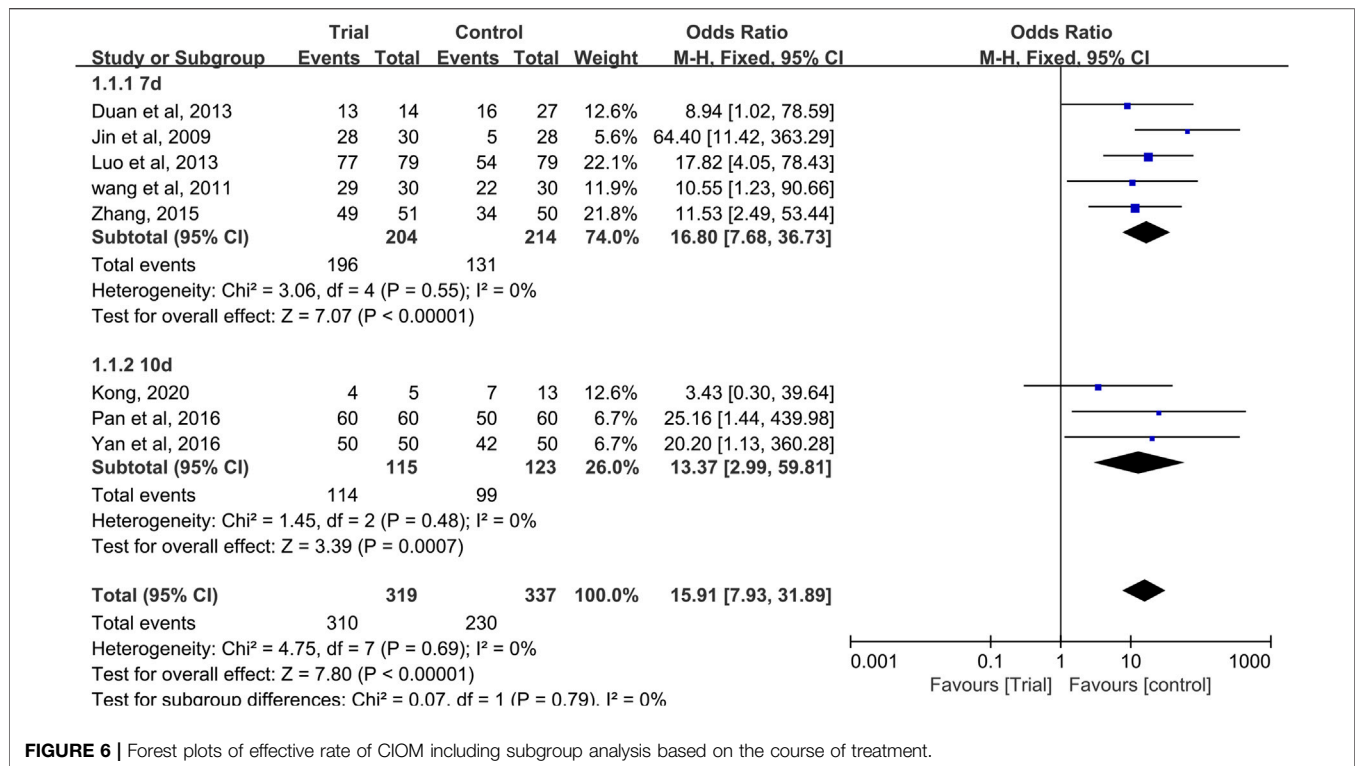 Trial Control Odds Ratio Odds Ratio
Study or Subgroup Events Total Events Total Weight M-H, Fixed, 95% CI M-H, Fixed, 95% CI
1.1.1 7d
Duan et al, 2013 13 14 16 27 12.6% 8.94 [1.02, 78.59]
Jin et al, 2009 28 30 5 28 5.6% 64.40 [11.42, 363.29]
Luo et al, 2013 77 79 54 79 22.1% 17.82 [4.05, 78.43]
wang et al, 2011 29 30 22 30 11.9% 10.55 [1.23, 90.66]
Zhang, 2015 49 51 34 50 21.8% 11.53 [2.49, 53.44]
Subtotal (95% CI) 204 214 74.0% 16.80 [7.68, 36.73]
Total events 196 131
Heterogeneity: Chi² = 3.06, df = 4 (P = 0.55); I² = 0%
Test for overall effect: Z = 7.07 (P < 0.00001)
1.1.2 10d
Kong, 2020 4 5 7 13 12.6% 3.43 [0.30, 39.64]
Pan et al, 2016 60 60 50 60 6.7% 25.16 [1.44, 439.98]
Yan et al, 2016 50 50 42 50 6.7% 20.20 [1.13, 360.28]
Subtotal (95% CI) 115 123 26.0% 13.37 [2.99, 59.81]
Total events 114 99
Heterogeneity: Chi² = 1.45, df = 2 (P = 0.48); I² = 0%
Test for overall effect: Z = 3.39 (P = 0.0007)
Total (95% CI) 319 337 100.0% 15.91 [7.93, 31.89]
Total events 310 230
Heterogeneity: Chi² = 4.75, df = 7 (P = 0.69); I² = 0%
Test for overall effect: Z = 7.80 (P < 0.00001)
Test for subgroup differences: Chi² = 0.07, df = 1 (P = 0.79), I² = 0%
0.001 0.1 1 10 1000
Favours [Trial] Favours [control]
FIGURE 6 | Forest plots of effective rate of CIOM including subgroup analysis based on the course of treatment.